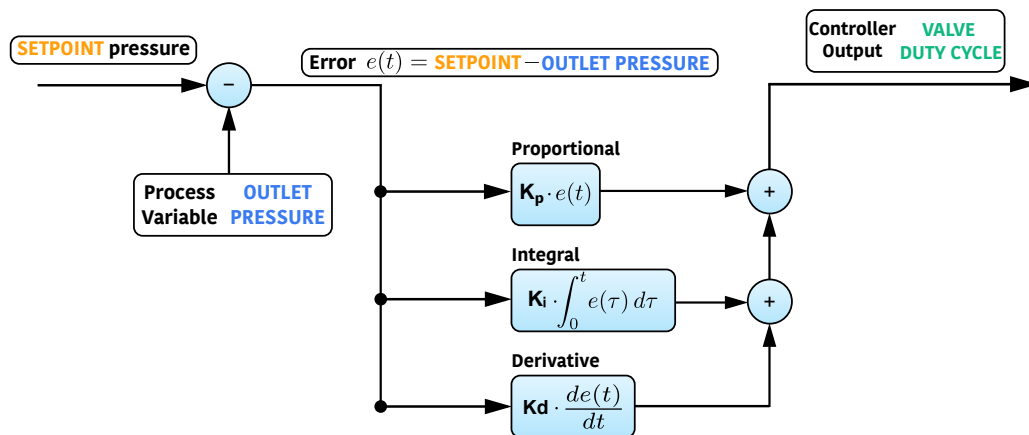 SETPOINT pressure
Error e(t) = SETPOINT − OUTLET PRESSURE
Controller Output
VALVE DUTY CYCLE
−
Process Variable
OUTLET PRESSURE
Proportional
Kₚ · e(t)
+
Integral
Kᵢ · ∫₀ᵗ e(τ) dτ
+
Derivative
Kd · de(t)/dt